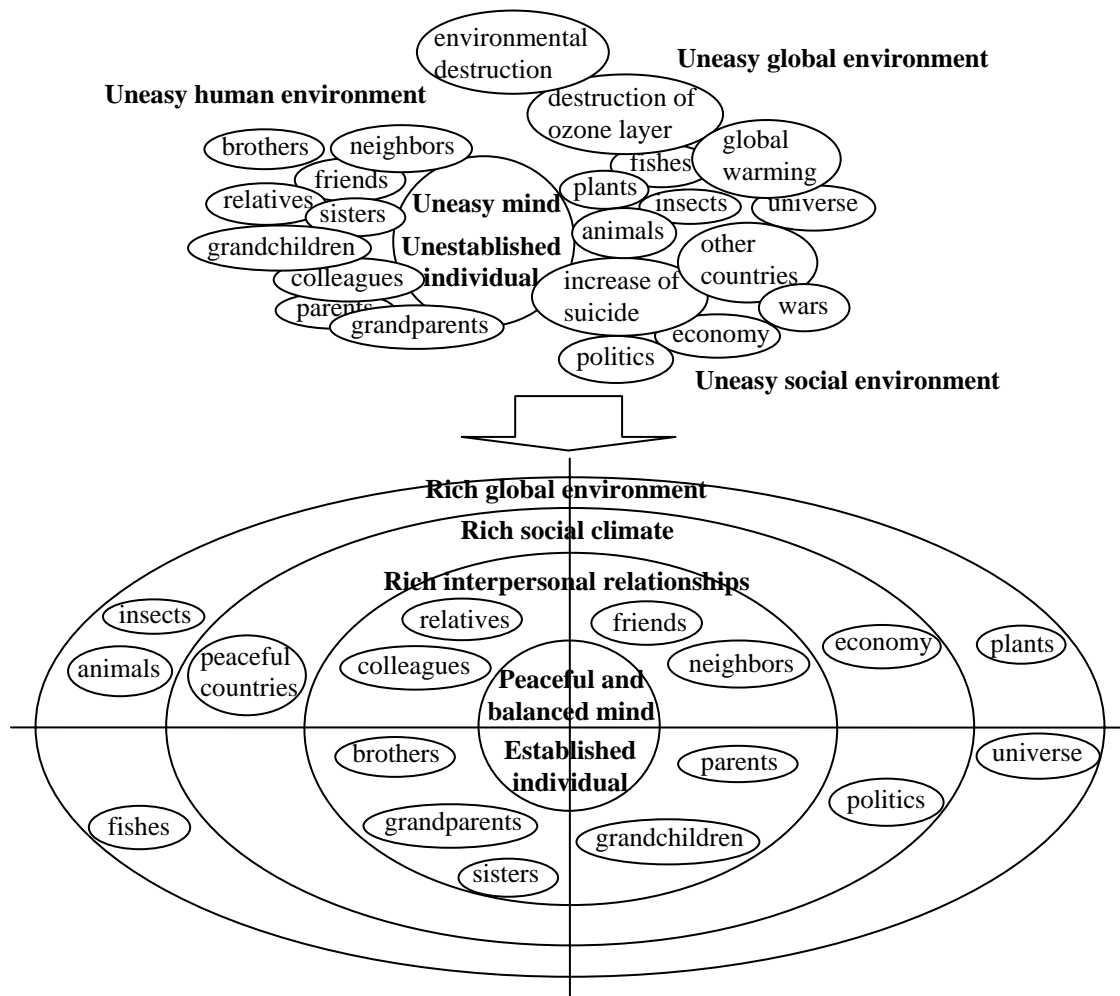 environmental
destruction
Uneasy global environment
Uneasy human environment
destruction of
ozone layer
global
warming
brothers
neighbors
fishes
friends
plants
relatives
sisters
Uneasy mind
insects
universe
animals
grandchildren
Unestablished
individual
other
countries
colleagues
increase of
suicide
parents
wars
grandparents
economy
politics
Uneasy social environment
Rich global environment
Rich social climate
Rich interpersonal relationships
insects
relatives
friends
economy
plants
animals
peaceful
countries
colleagues
neighbors
Peaceful and
balanced mind
brothers
Established
individual
parents
universe
politics
fishes
grandparents
grandchildren
sisters